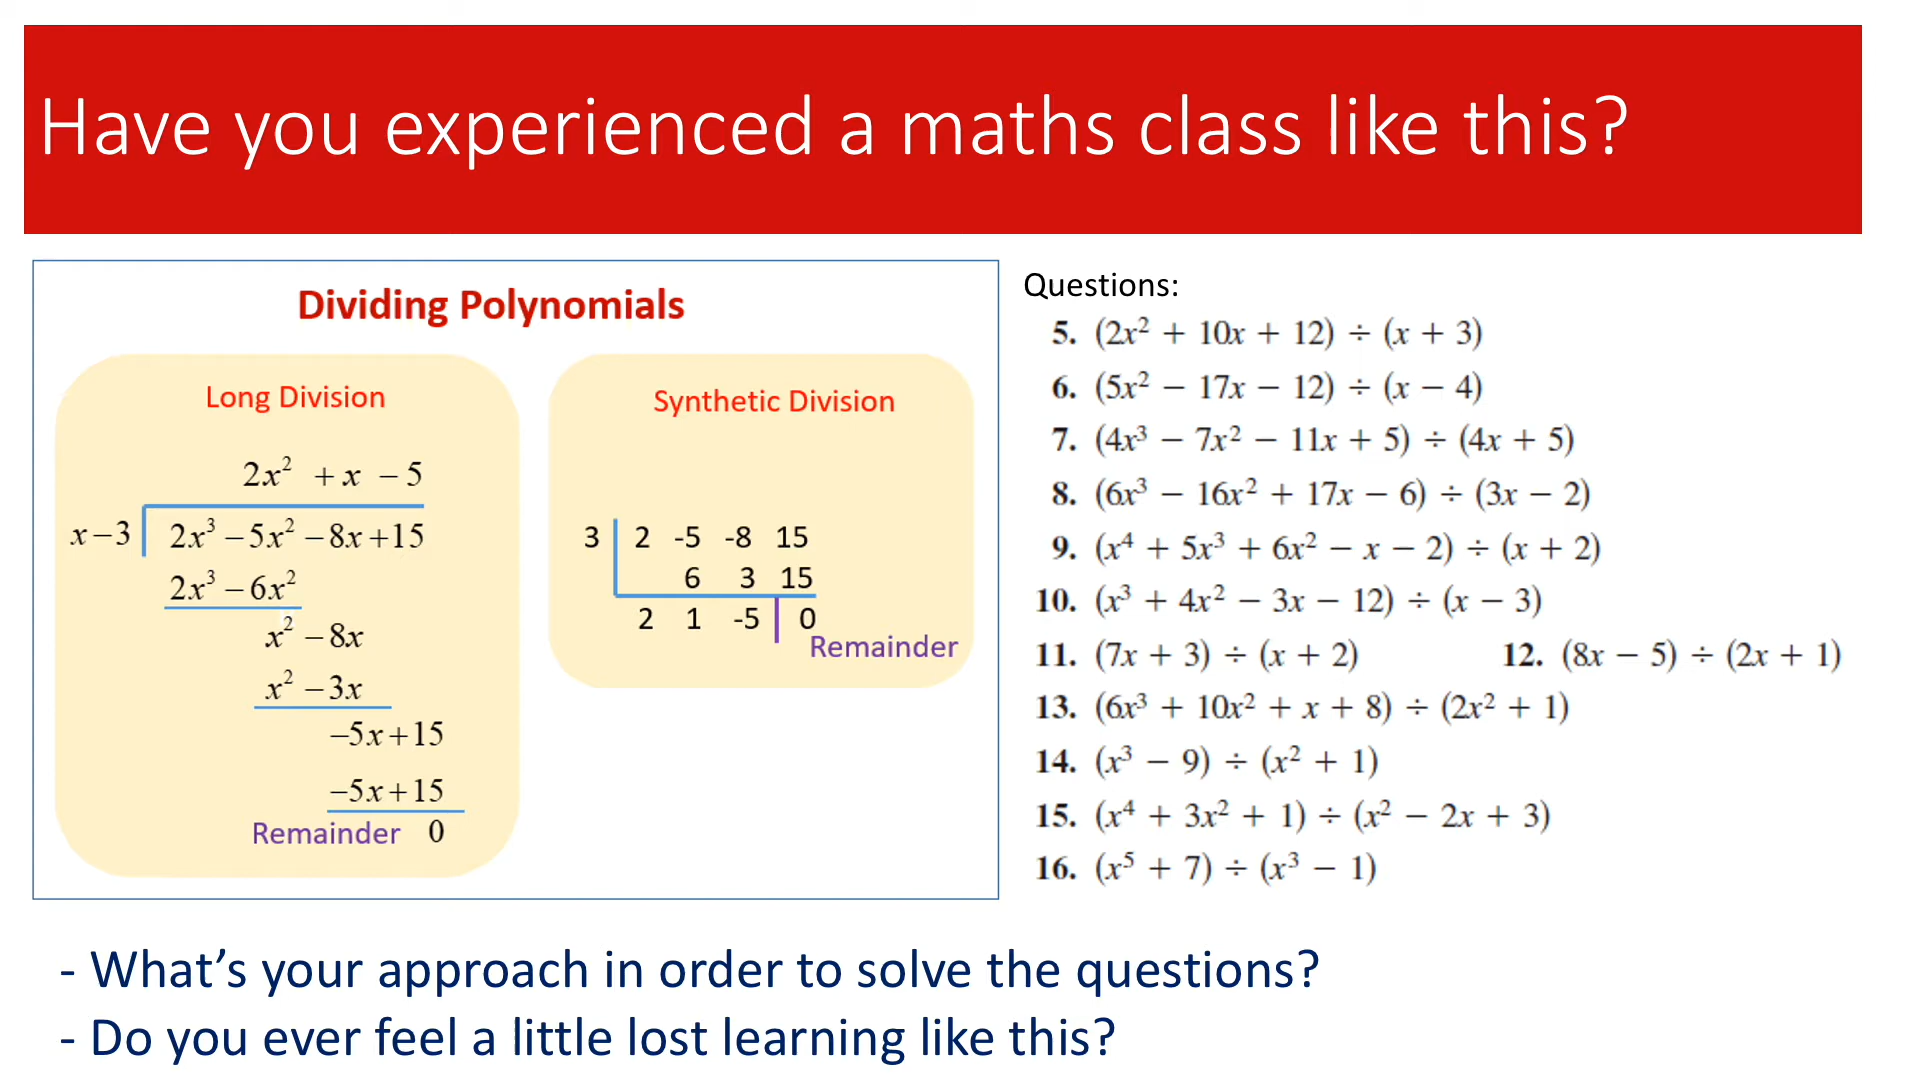 Have you experienced a maths class like this?
Dividing Polynomials
Long Division
2x² + x − 5
x−3 2x³ −5x² −8x+15
2x³ −6x²
x² −8x
x² −3x
−5x+15
−5x+15
Remainder 0
Synthetic Division
3 2 -5 -8 15
6 3 15
2 1 -5 0
Remainder
Questions:
5. (2x² + 10x + 12) ÷ (x + 3)
6. (5x² − 17x − 12) ÷ (x − 4)
7. (4x³ − 7x² − 11x + 5) ÷ (4x + 5)
8. (6x³ − 16x² + 17x − 6) ÷ (3x − 2)
9. (x⁴ + 5x³ + 6x² − x − 2) ÷ (x + 2)
10. (x³ + 4x² − 3x − 12) ÷ (x − 3)
11. (7x + 3) ÷ (x + 2) 12. (8x − 5) ÷ (2x + 1)
13. (6x³ + 10x² + x + 8) ÷ (2x² + 1)
14. (x³ − 9) ÷ (x² + 1)
15. (x⁴ + 3x² + 1) ÷ (x² − 2x + 3)
16. (x⁵ + 7) ÷ (x³ − 1)
- What’s your approach in order to solve the questions?
- Do you ever feel a little lost learning like this?